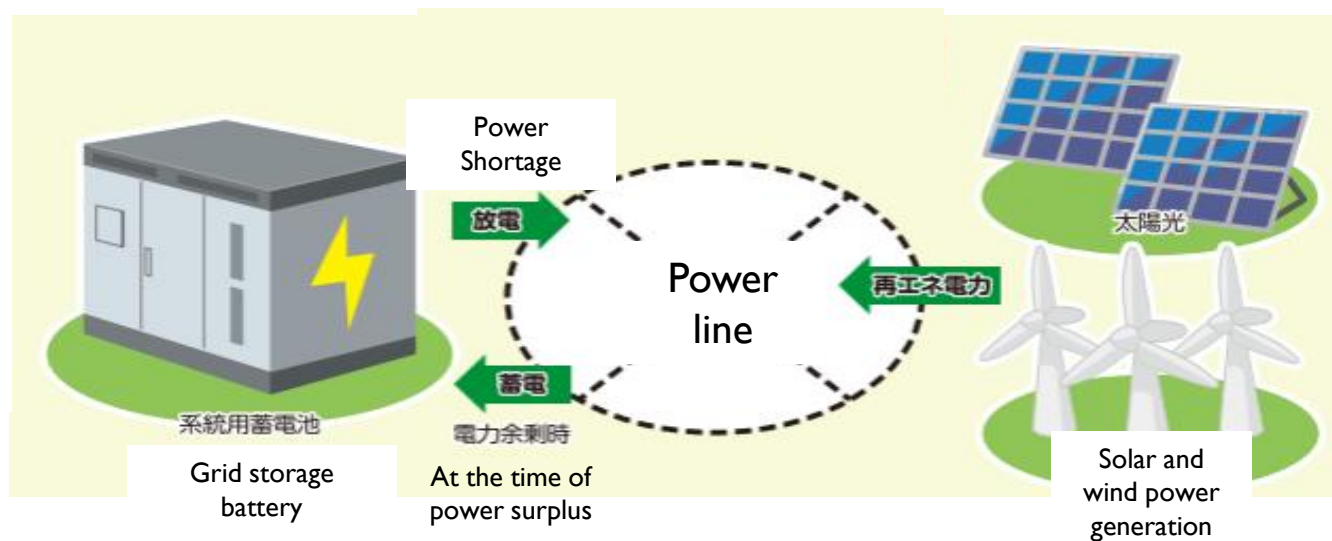 Power
Shortage
放電
Power
line
再エネ電力
太陽光
蓄電
系統用蓄電池
電力余剰時
Grid storage
battery
At the time of
power surplus
Solar and
wind power
generation